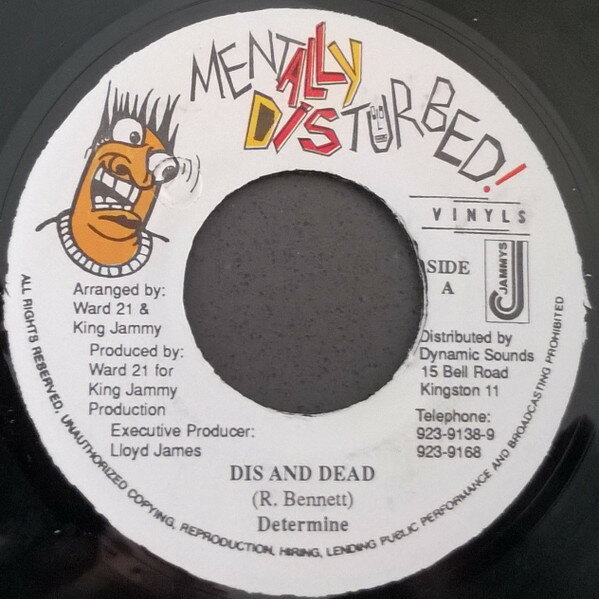 MENTALLY
DISTURBED!
VINYLS
SIDE
A
JAMMYS
Arranged by:
Ward 21 &
King Jammy
Produced by:
Ward 21 for
King Jammy
Production
Executive Producer:
Lloyd James
Distributed by
Dynamic Sounds
15 Bell Road
Kingston 11
Telephone:
923-9138-9
923-9168
DIS AND DEAD
(R. Bennett)
Determine
ALL RIGHTS RESERVED, UNAUTHORIZED COPYING, REPRODUCTION, HIRING, LENDING PUBLIC PERFORMANCE AND BROADCASTING PROHIBITED